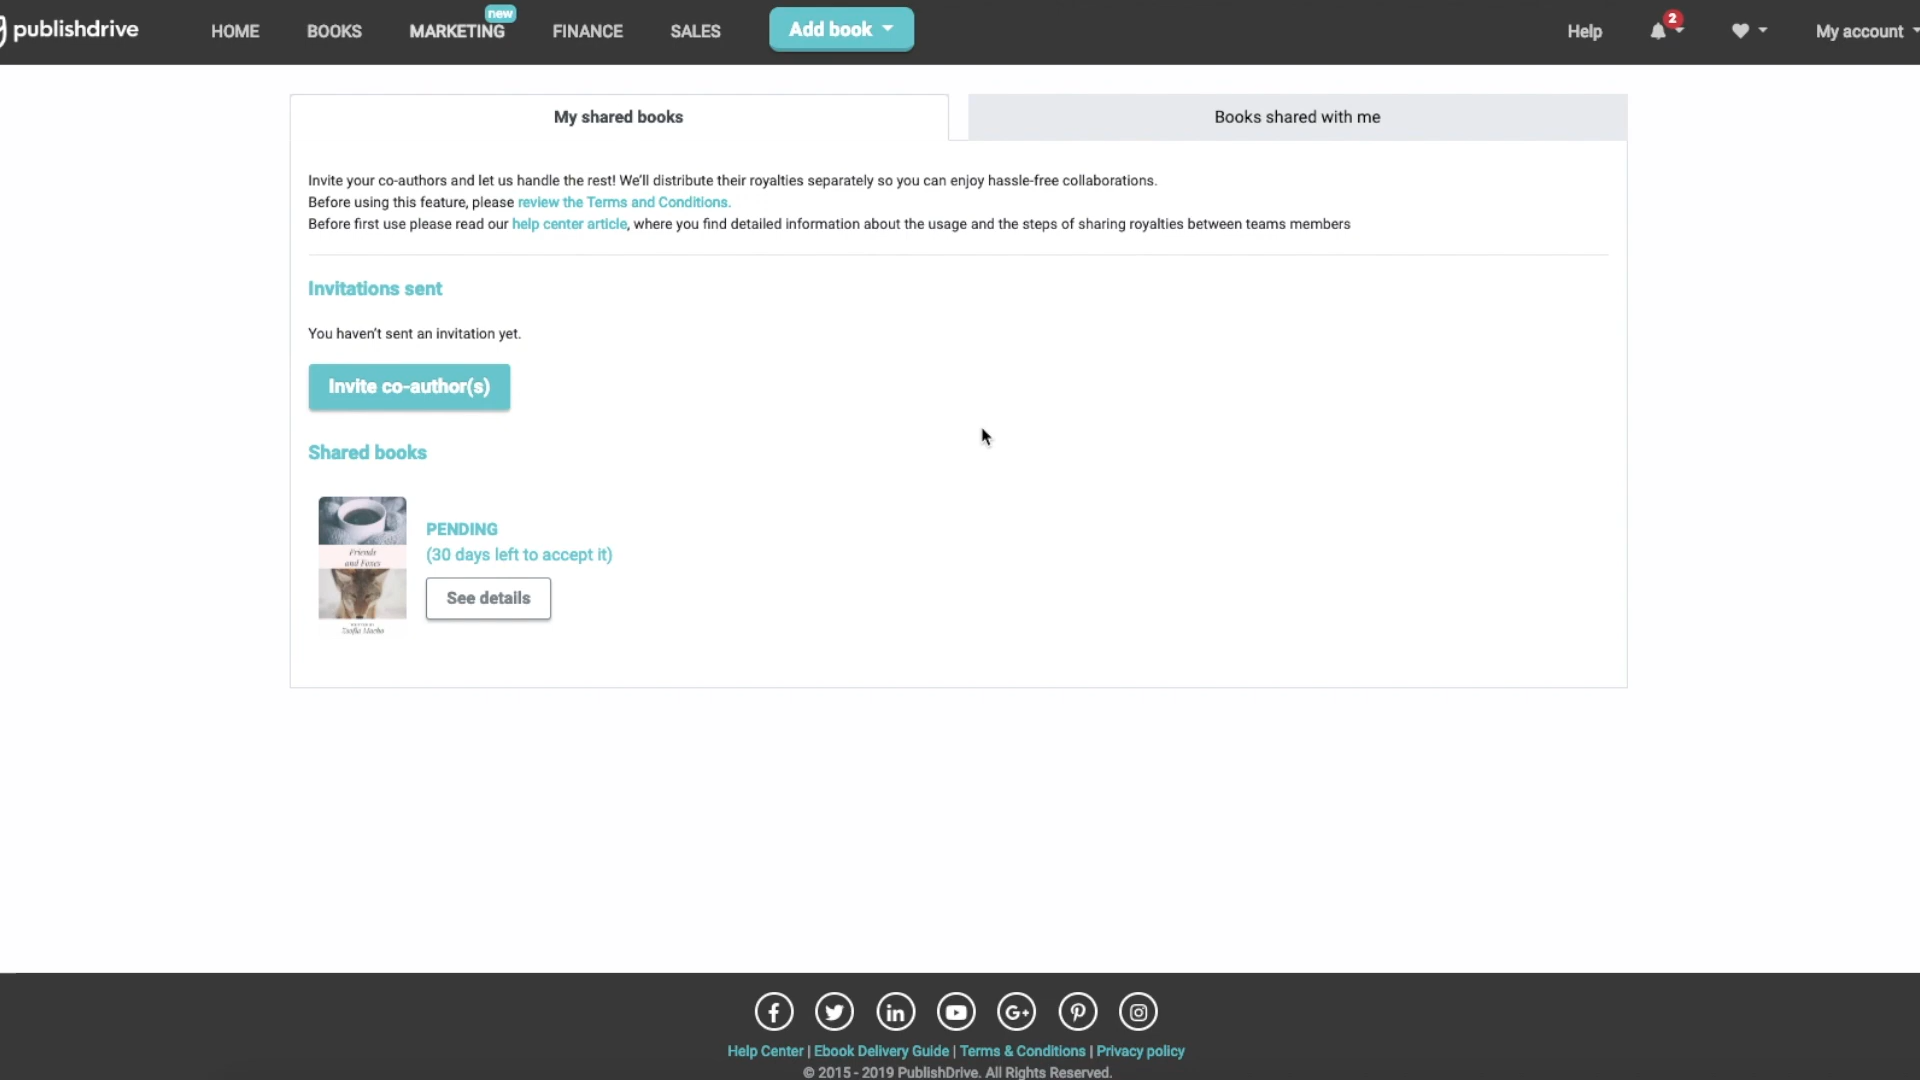 publishdrive
HOME
BOOKS
MARKETING
new
FINANCE
SALES
Add book
Help
2
My account
My shared books
Books shared with me
Invite your co-authors and let us handle the rest! We'll distribute their royalties separately so you can enjoy hassle-free collaborations.
Before using this feature, please review the Terms and Conditions.
Before first use please read our help center article, where you find detailed information about the usage and the steps of sharing royalties between teams members
Invitations sent
You haven't sent an invitation yet.
Invite co-author(s)
Shared books
Friends
and Foxes
PENDING
(30 days left to accept it)
See details
Help Center | Ebook Delivery Guide | Terms & Conditions | Privacy policy
© 2015 - 2019 PublishDrive. All Rights Reserved.